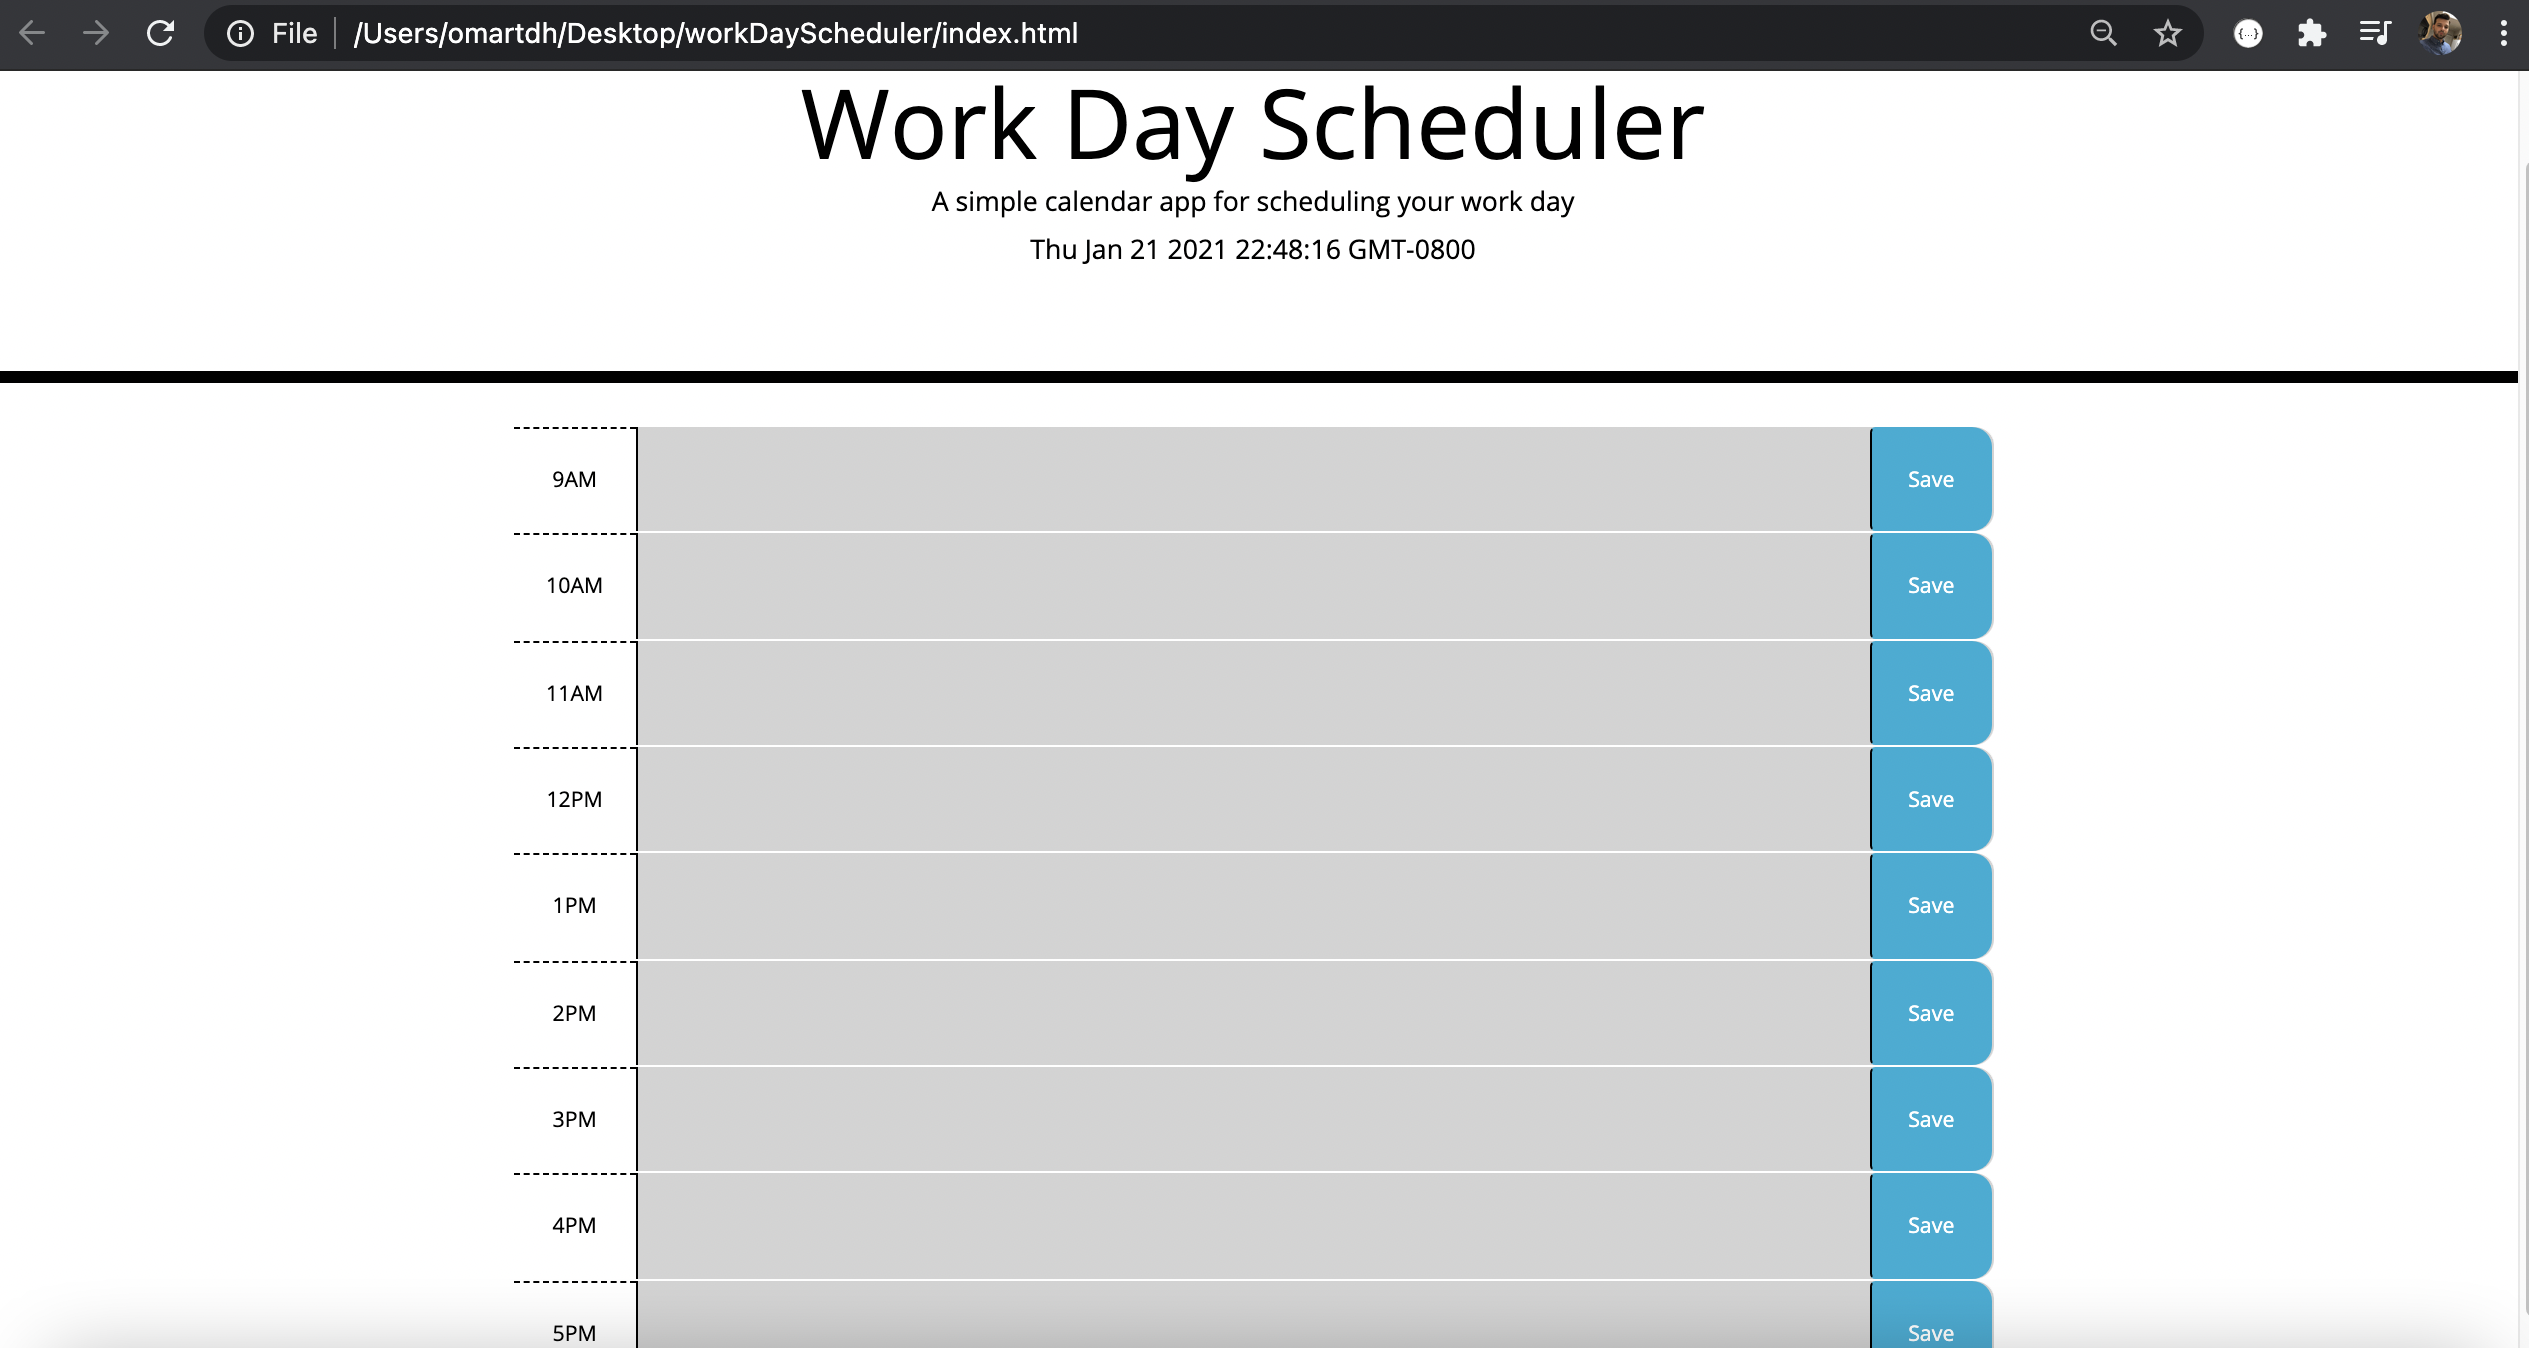 File /Users/omartdh/Desktop/workDayScheduler/index.html
Work Day Scheduler
A simple calendar app for scheduling your work day
Thu Jan 21 2021 22:48:16 GMT-0800
9AM Save
10AM Save
11AM Save
12PM Save
1PM Save
2PM Save
3PM Save
4PM Save
5PM Save